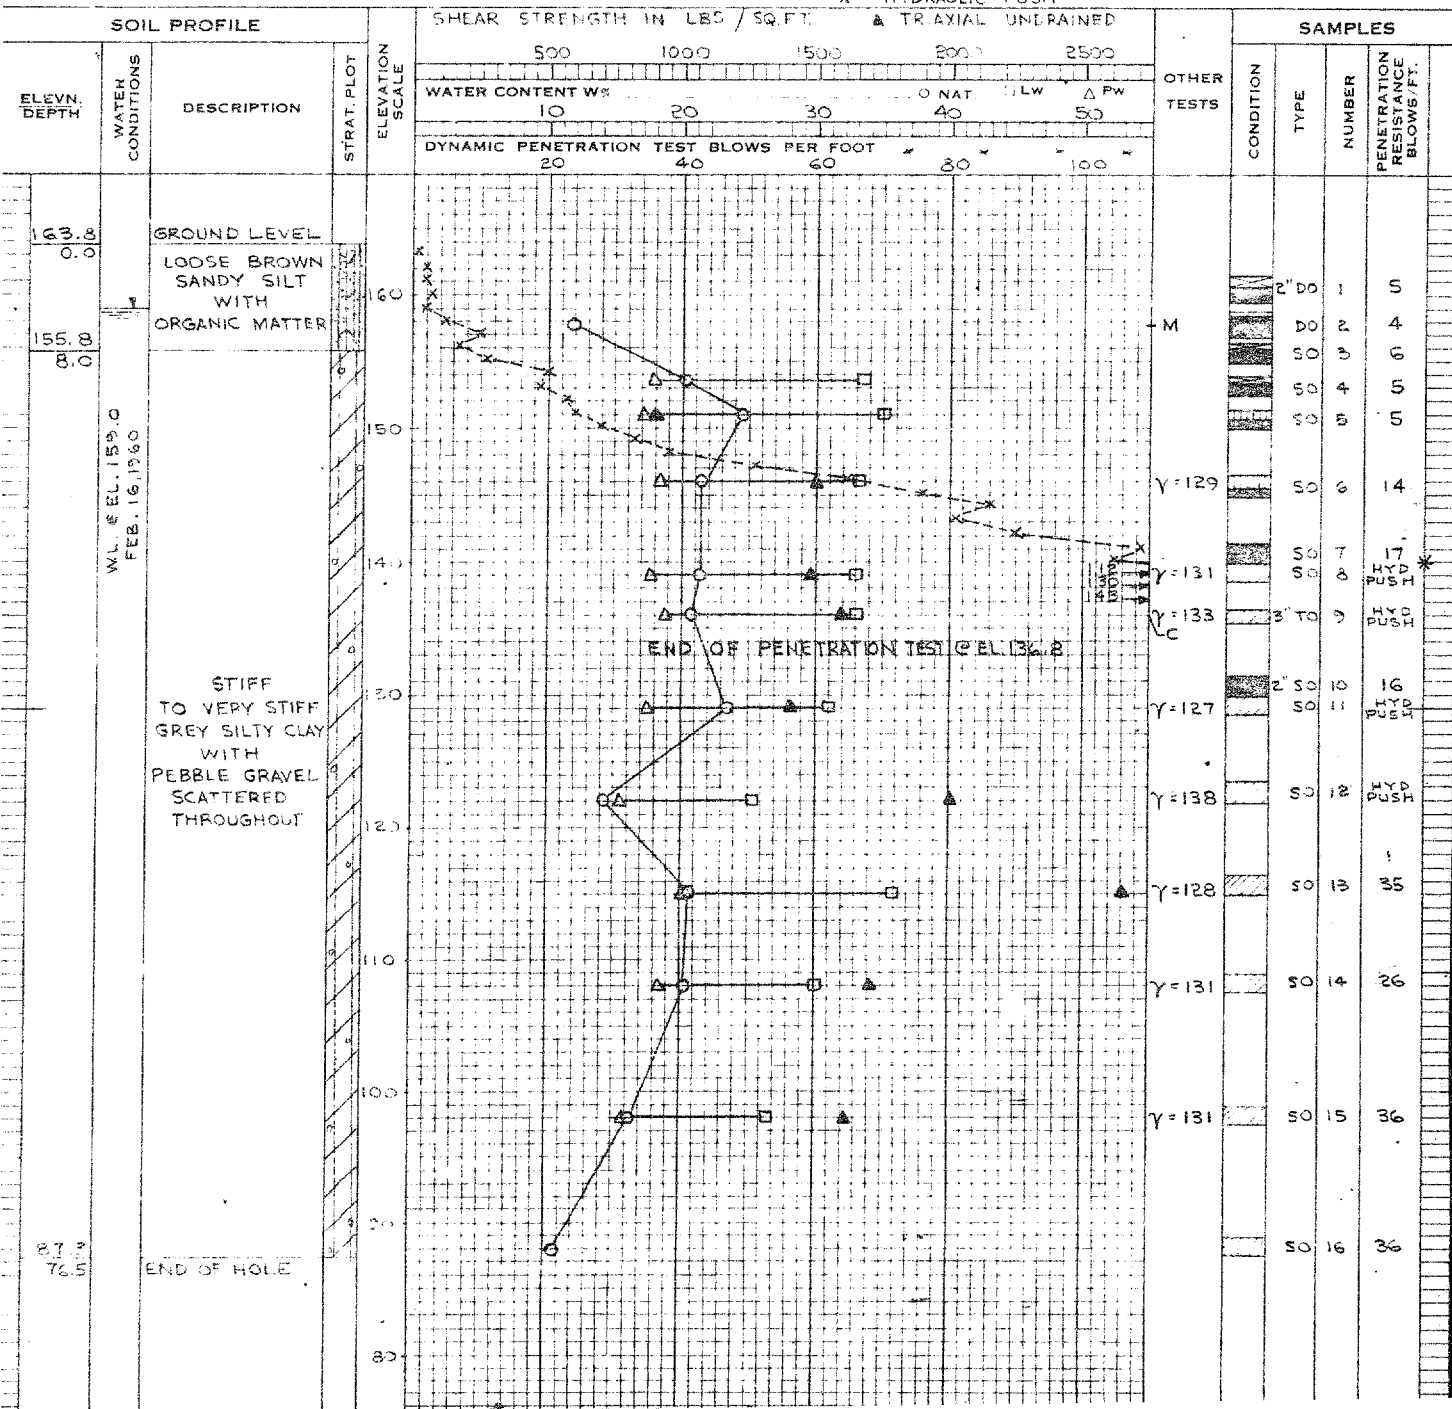 HYDRAULIC PUSH
SOIL PROFILE
SHEAR STRENGTH IN LBS / SQ.FT. ▲ TRIAXIAL UNDRAINED
SAMPLES
500 1000 1500 2000 2500
ELEVN. DEPTH
WATER CONDITIONS
DESCRIPTION
STRAT. PLOT
ELEVATION SCALE
WATER CONTENT W% O NAT. □ LW △ PW
10 20 30 40 50
DYNAMIC PENETRATION TEST BLOWS PER FOOT
20 40 60 80 100
OTHER TESTS
CONDITION
TYPE
NUMBER
PENETRATION RESISTANCE BLOWS/FT.
163.8 GROUND LEVEL
0.0
LOOSE BROWN
SANDY SILT
WITH
ORGANIC MATTER
155.8
8.0
W.L. @ EL. 159.0
FEB. 16, 1960
STIFF
TO VERY STIFF
GREY SILTY CLAY
WITH
PEBBLE GRAVEL
SCATTERED
THROUGHOUT
76.5 END OF HOLE
160
150
140
130
120
110
100
90
80
END OF PENETRATION TEST @ EL. 136.8
M
γ=129
γ=131
γ=133
C
γ=127
γ=138
γ=128
γ=131
γ=131
2" DO 1 5
DO 2 4
SO 3 6
SO 4 5
SO 5 5
SO 6 14
SO 7 17
SO 8 HYD PUSH
3" TO 9 HYD PUSH
2" SO 10 16
SO 11 HYD PUSH
SO 12 HYD PUSH
SO 13 35
SO 14 26
SO 15 36
SO 16 36